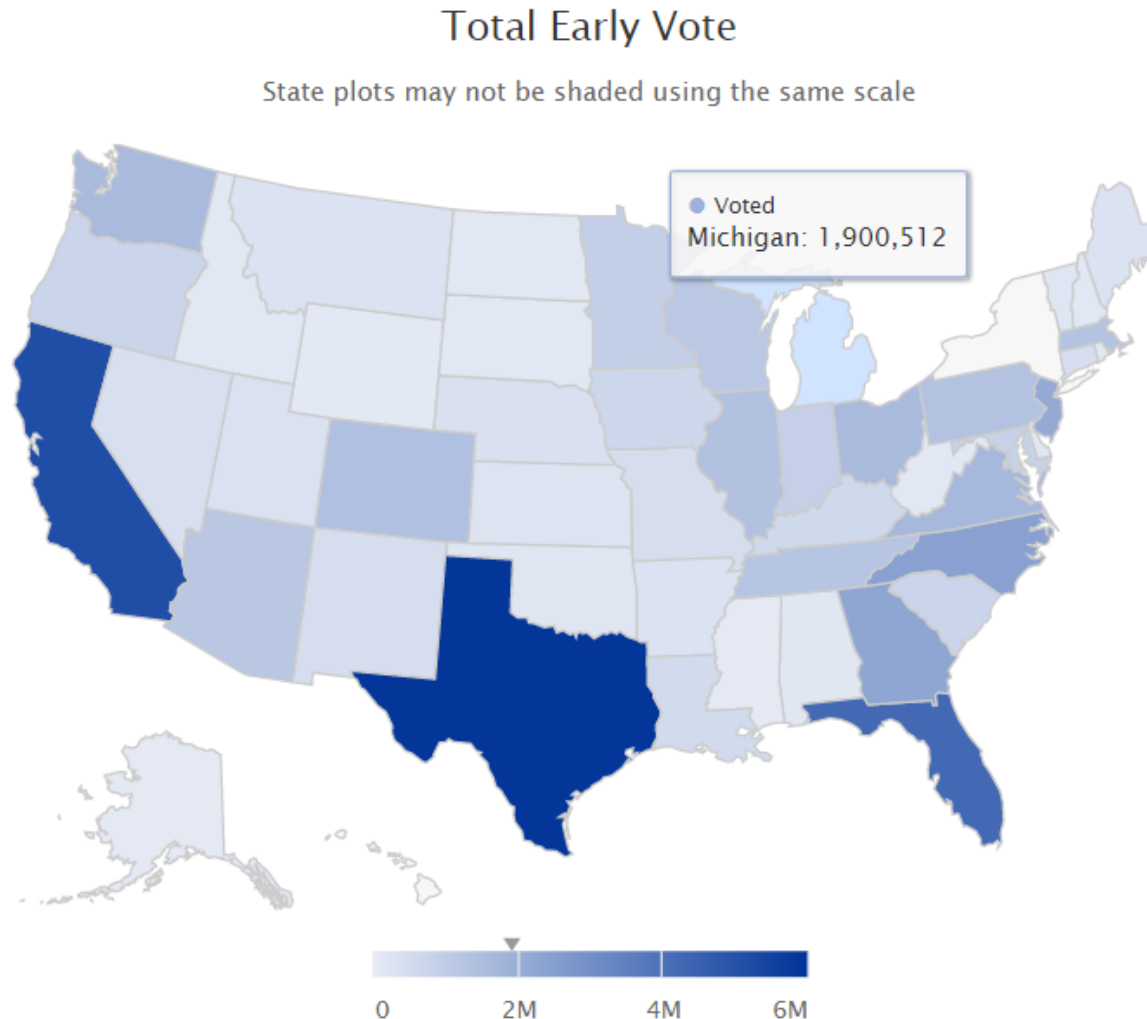 Total Early Vote
State plots may not be shaded using the same scale
Voted
Michigan: 1,900,512
0 2M 4M 6M